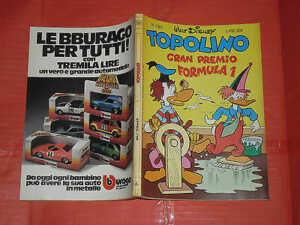 LE BBURAGO
PER TUTTI!
con
TREMILA LIRE
un vero e grande automodello
Da oggi ogni bambino
può avere la sua auto
in metallo
bburago
WALT DISNEY
TOPOLINO
GRAN PREMIO
FORMULA 1